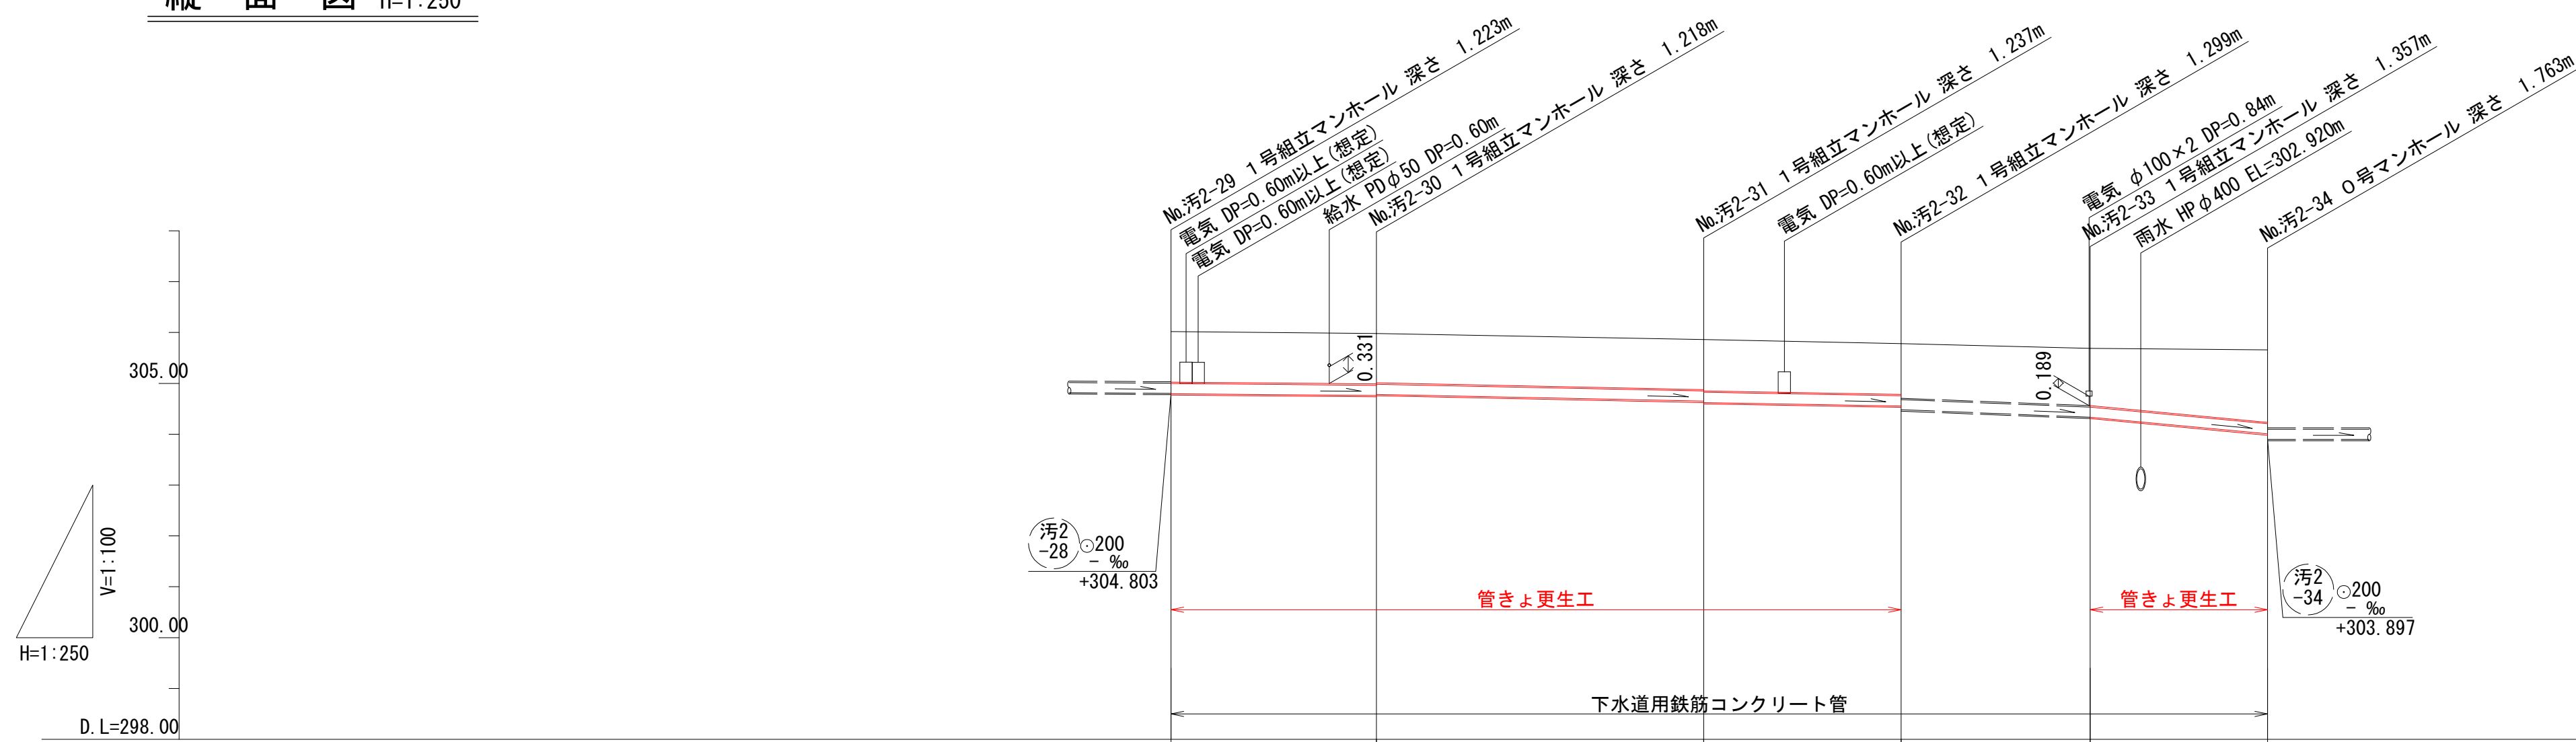 縦 面 図 H=1:250
No.汚2-29 1号組立マンホール 深さ 1.223m
電気 DP=0.60m以上(想定)
電気 DP=0.60m以上(想定)
給水 PDφ50 DP=0.60m
No.汚2-30 1号組立マンホール 深さ 1.218m
No.汚2-31 1号組立マンホール 深さ 1.237m
電気 DP=0.60m以上(想定)
No.汚2-32 1号組立マンホール 深さ 1.299m
電気 φ100×2 DP=0.84m
No.汚2-33 1号組立マンホール 深さ 1.357m
雨水 HPφ400 EL=302.920m
No.汚2-34 0号マンホール 深さ 1.763m
305.00
0.331
0.189
V=1:100
H=1:250
300.00
D.L=298.00
汚2
-28
⊙200
- ‰
+304.803
管きょ更生工
管きょ更生工
汚2
-34
⊙200
- ‰
+303.897
下水道用鉄筋コンクリート管